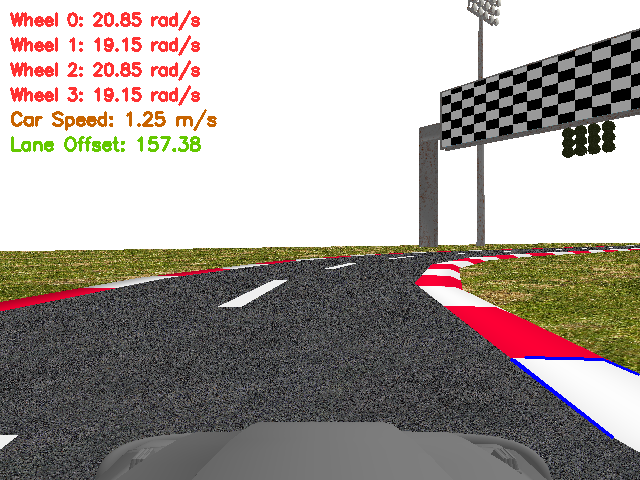 Wheel 0: 20.85 rad/s
Wheel 1: 19.15 rad/s
Wheel 2: 20.85 rad/s
Wheel 3: 19.15 rad/s
Car Speed: 1.25 m/s
Lane Offset: 157.38